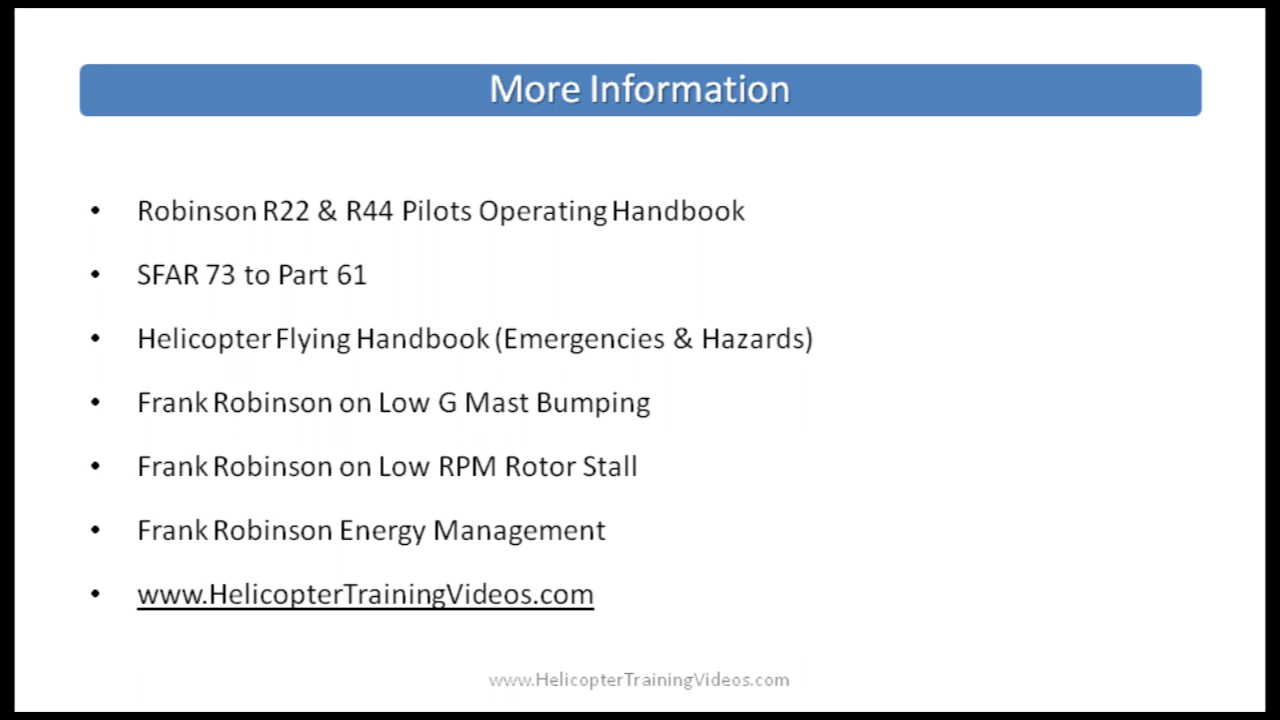 More Information
• Robinson R22 & R44 Pilots Operating Handbook
• SFAR 73 to Part 61
• Helicopter Flying Handbook (Emergencies & Hazards)
• Frank Robinson on Low G Mast Bumping
• Frank Robinson on Low RPM Rotor Stall
• Frank Robinson Energy Management
• www.HelicopterTrainingVideos.com
www.HelicopterTrainingVideos.com